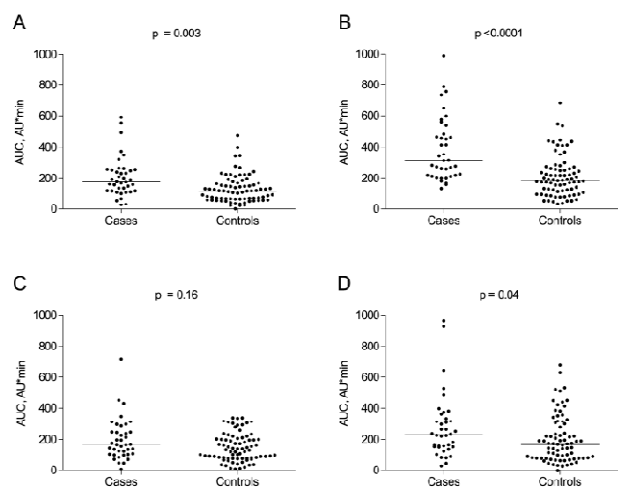 A
p = 0.003
AUC, AU*min
1000
800
600
400
200
0
Cases Controls
B
p <0.0001
AUC, AU*min
1000
800
600
400
200
0
Cases Controls
C
p = 0.16
AUC, AU*min
1000
800
600
400
200
0
Cases Controls
D
p = 0.04
AUC, AU*min
1000
800
600
400
200
0
Cases Controls